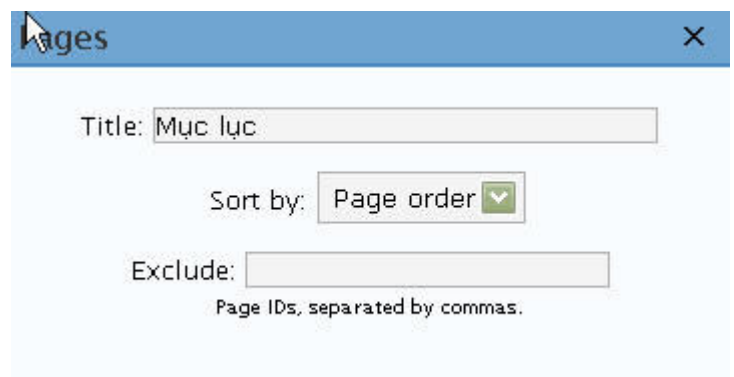 Pages
Title: Mục lục
Sort by: Page order
Exclude:
Page IDs, separated by commas.